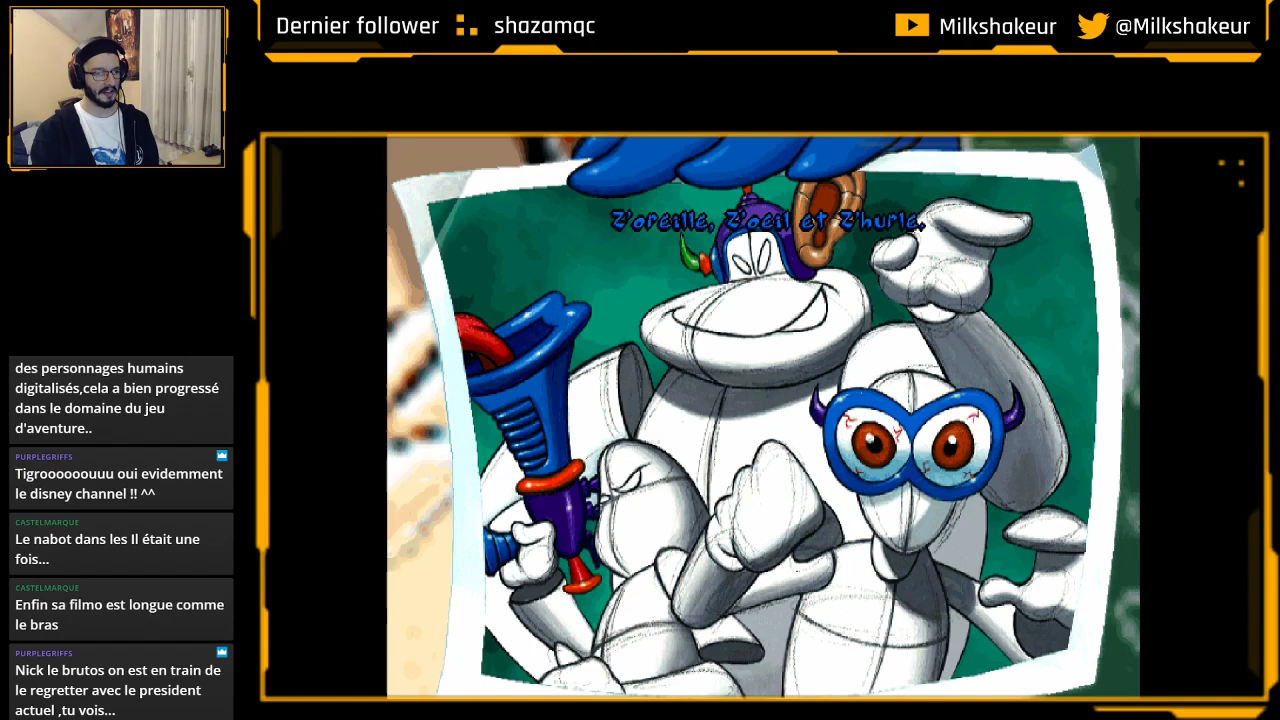 Dernier follower shazamqc Milkshakeur @Milkshakeur
Z'oreille, Z'oeil et Z'hurle.
des personnages humains
digitalisés,cela a bien progressé
dans le domaine du jeu
d'aventure..
PURPLEGRIFFS
Tigroooooouuu oui evidemment
le disney channel !! ^^
CASTELMARQUE
Le nabot dans les Il était une
fois...
CASTELMARQUE
Enfin sa filmo est longue comme
le bras
PURPLEGRIFFS
Nick le brutos on est en train de
le regretter avec le president
actuel ,tu vois...